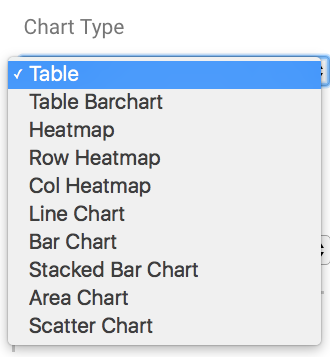 Chart Type
✓ Table
Table Barchart
Heatmap
Row Heatmap
Col Heatmap
Line Chart
Bar Chart
Stacked Bar Chart
Area Chart
Scatter Chart